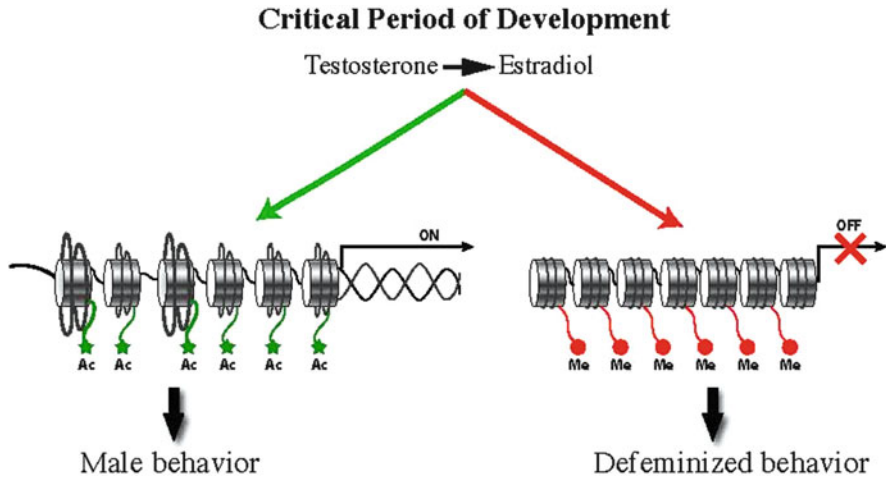 Critical Period of Development
Testosterone Estradiol
ON
OFF
Ac Ac Ac Ac Ac Ac
Me Me Me Me Me Me
Male behavior
Defeminized behavior